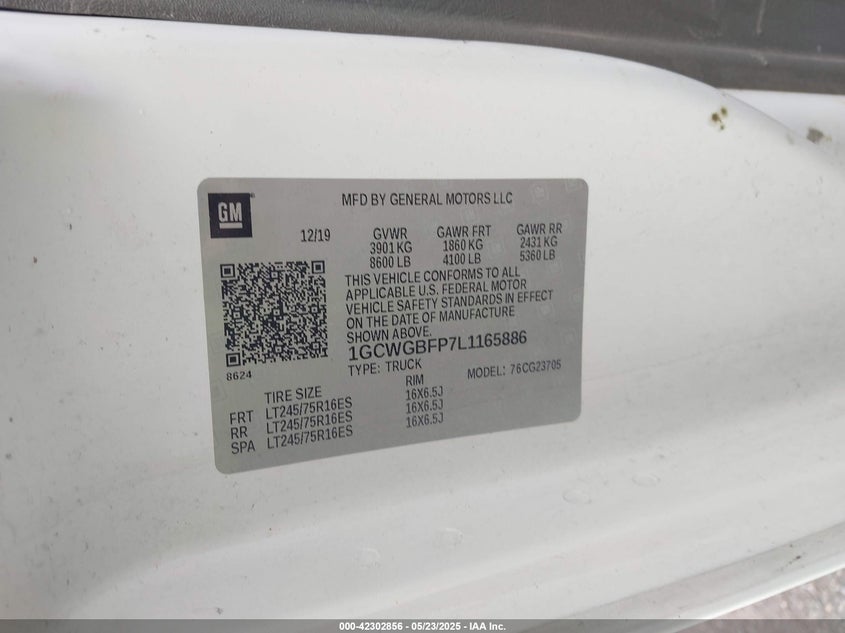 GM
MFD BY GENERAL MOTORS LLC
12/19 GVWR GAWR FRT GAWR RR
3901 KG 1860 KG 2431 KG
8600 LB 4100 LB 5360 LB
THIS VEHICLE CONFORMS TO ALL
APPLICABLE U.S. FEDERAL MOTOR
VEHICLE SAFETY STANDARDS IN EFFECT
ON THE DATE OF MANUFACTURE
SHOWN ABOVE.
1GCWGBFP7L1165886
8624
TYPE: TRUCK MODEL: 76CG23705
TIRE SIZE RIM
FRT LT245/75R16ES 16X6.5J
RR LT245/75R16ES 16X6.5J
SPA LT245/75R16ES 16X6.5J
000-42302856 - 05/23/2025 - IAA Inc.